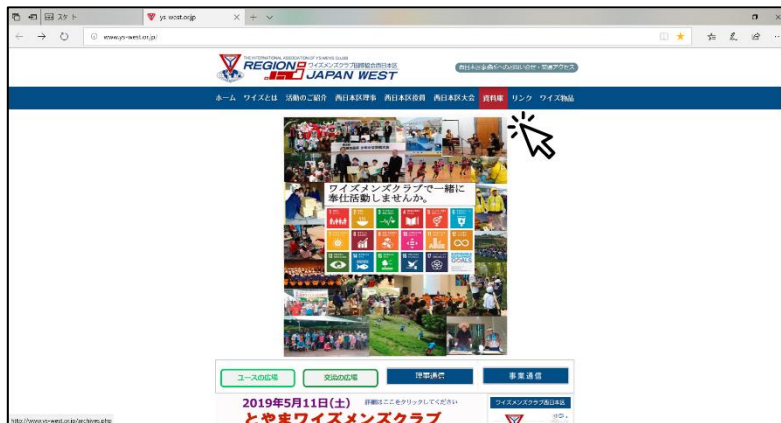 ys-west.or.jp
www.ys-west.or.jp/
THE INTERNATIONAL ASSOCIATION OF Y'S MEN'S CLUBS
REGION ワイズメンズクラブ国際協会西日本区
JAPAN WEST
西日本区事務所へのお問い合せ・交通アクセス
ホーム ワイズとは 活動のご紹介 西日本区理事 西日本区役員 西日本区大会 資料庫 リンク ワイズ物品
ワイズメンズクラブで一緒に
奉仕活動しませんか。
GOALS
ユースの広場 交流の広場 理事通信 事業通信
2019年5月11日(土) 詳細はここをクリックしてください
とやまワイズメンズクラブ
ワイズメンズクラブ西日本区
http://www.ys-west.or.jp/archives.php